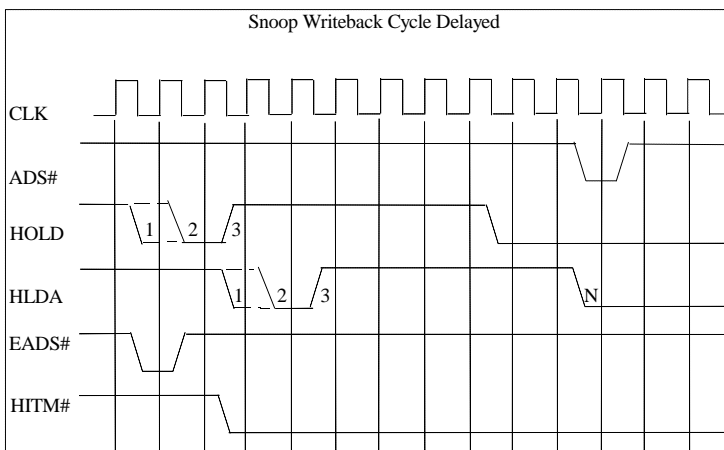 Snoop Writeback Cycle Delayed
CLK
ADS#
HOLD 1 2 3
HLDA 1 2 3 N
EADS#
HITM#